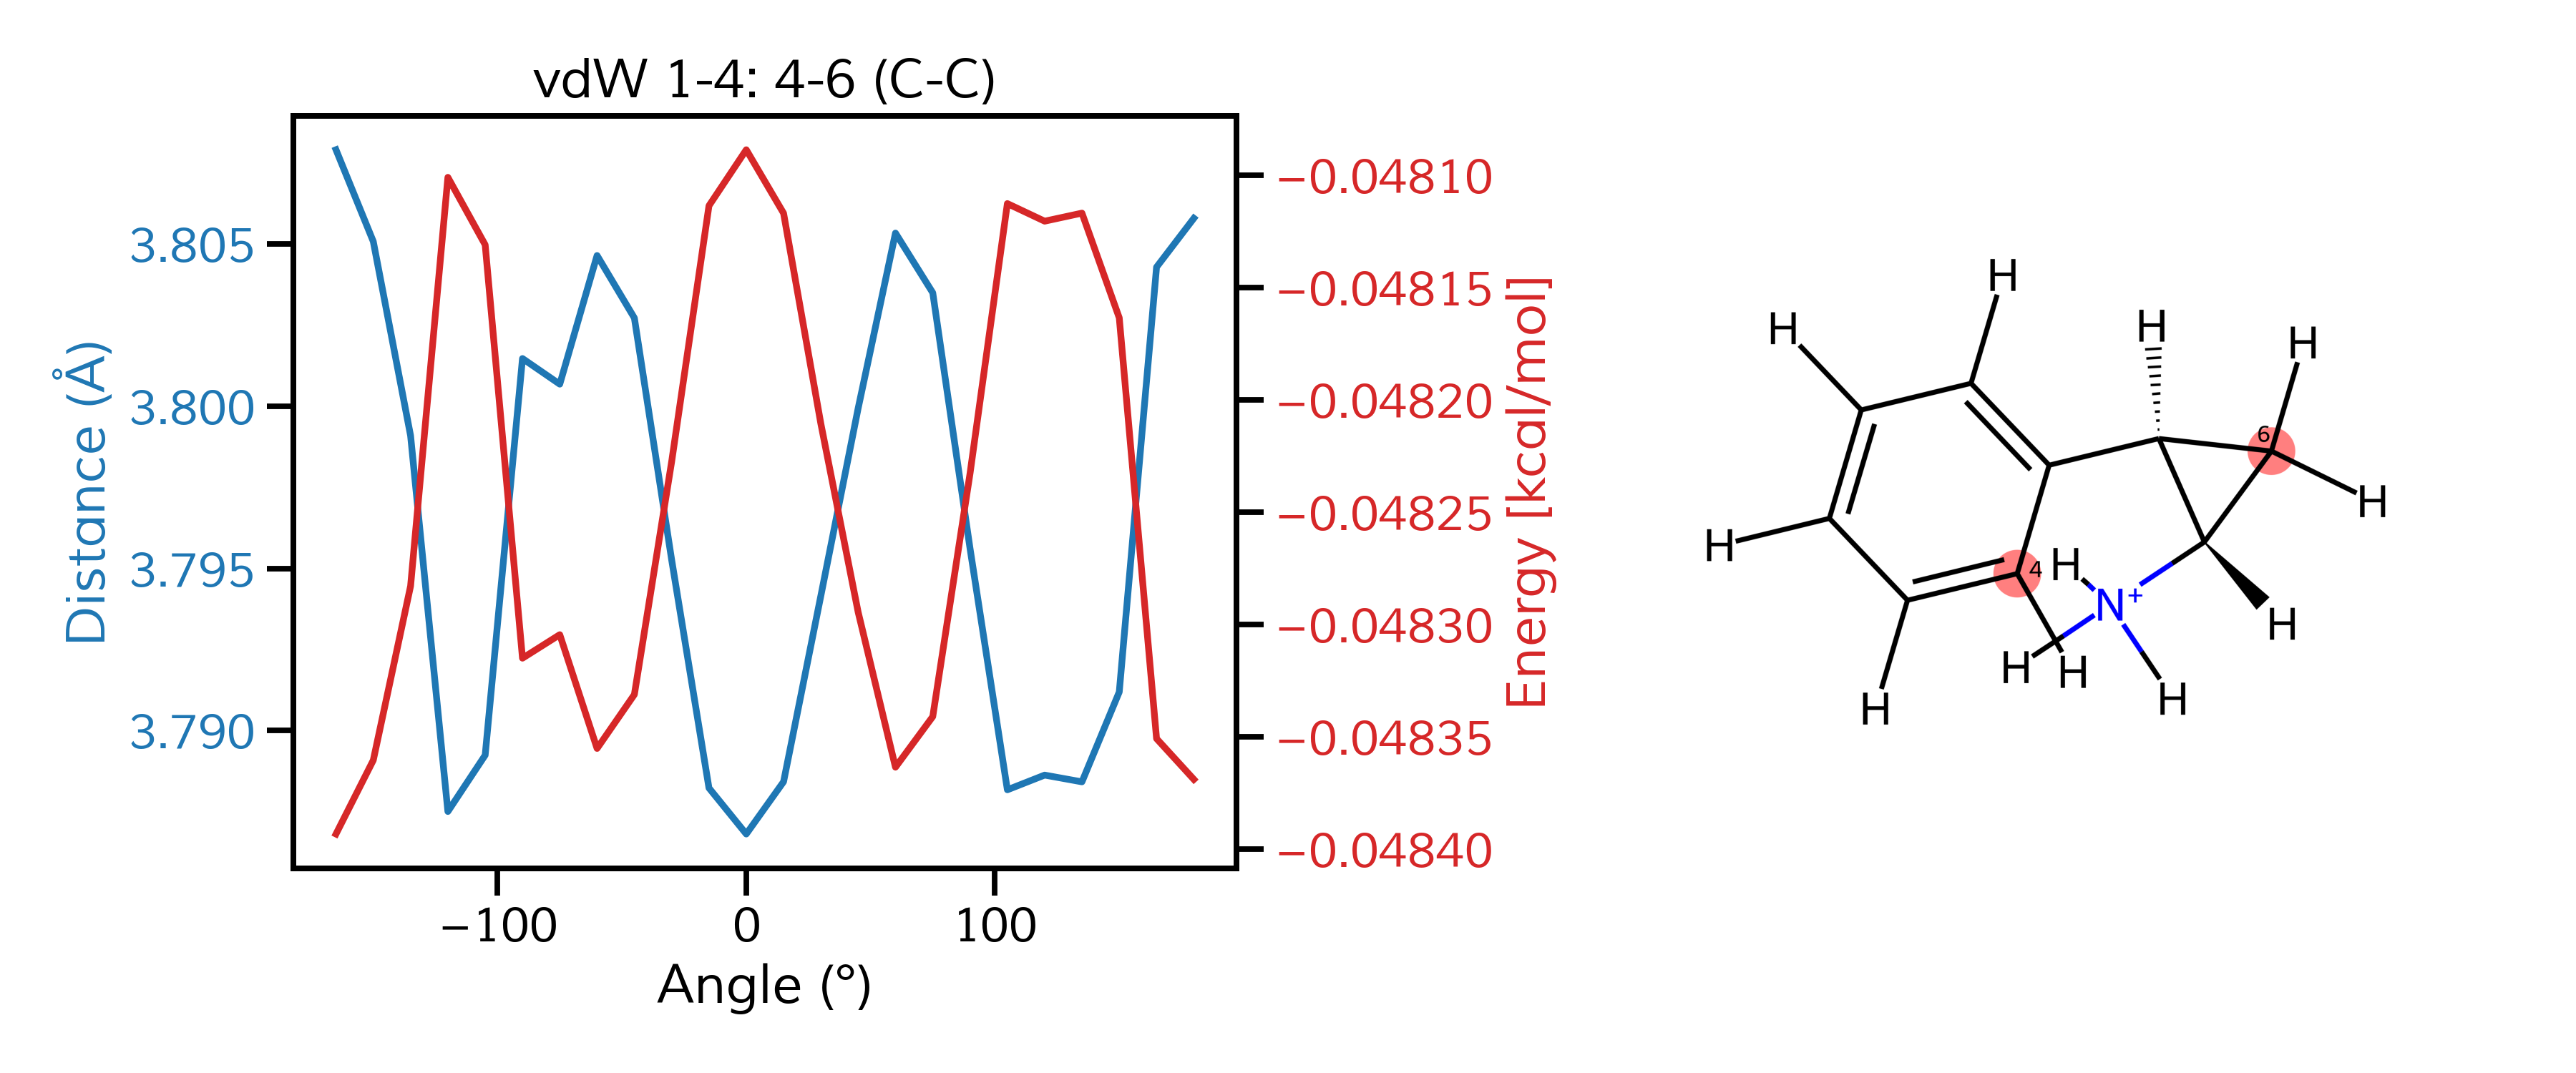 vdW 1-4: 4-6 (C-C)
Distance (Å)
3.805
3.800
3.795
3.790
−100
0
100
Angle (°)
−0.04810
−0.04815
−0.04820
−0.04825
−0.04830
−0.04835
−0.04840
Energy [kcal/mol]
H
H
H
H
H
6
H
H
4
H
N+
H
H
H
H
H